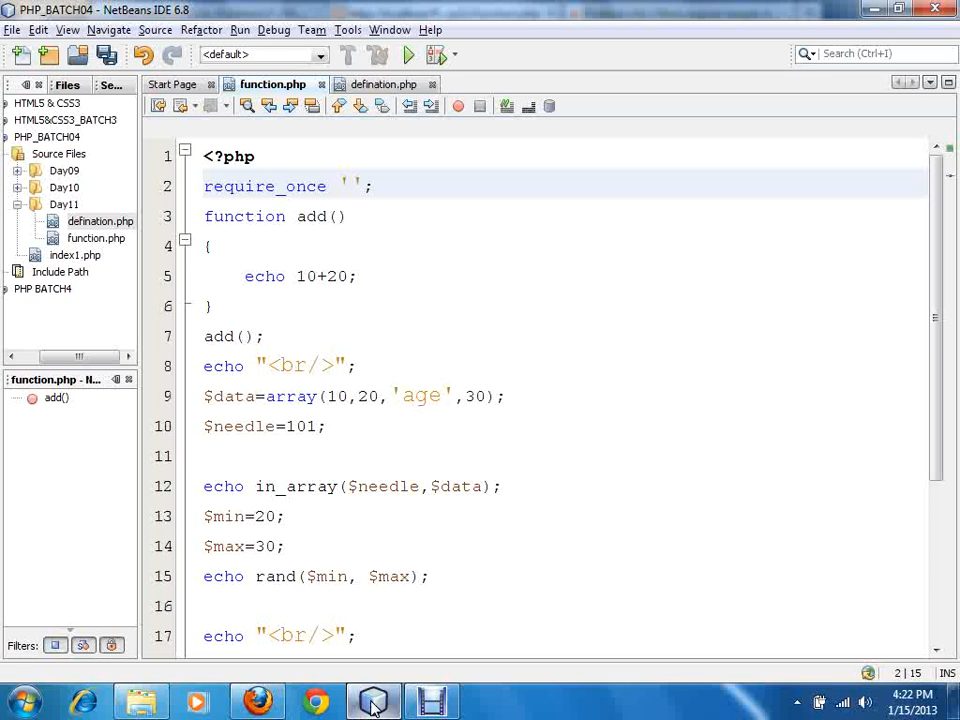 PHP_BATCH04 - NetBeans IDE 6.8
File Edit View Navigate Source Refactor Run Debug Team Tools Window Help
<default>
Search (Ctrl+I)
Files Se...
Start Page function.php defination.php
HTML5 & CSS3
HTML5&CSS3_BATCH3
PHP_BATCH04
Source Files
Day09
Day10
Day11
defination.php
function.php
index1.php
Include Path
PHP BATCH4
function.php - N...
add()
Filters:
1 <?php
2 require_once '';
3 function add()
4 {
5 echo 10+20;
6 }
7 add();
8 echo "<br/>";
9 $data=array(10,20,'age',30);
10 $needle=101;
11
12 echo in_array($needle,$data);
13 $min=20;
14 $max=30;
15 echo rand($min, $max);
16
17 echo "<br/>";
2 | 15 INS
4:22 PM
1/15/2013